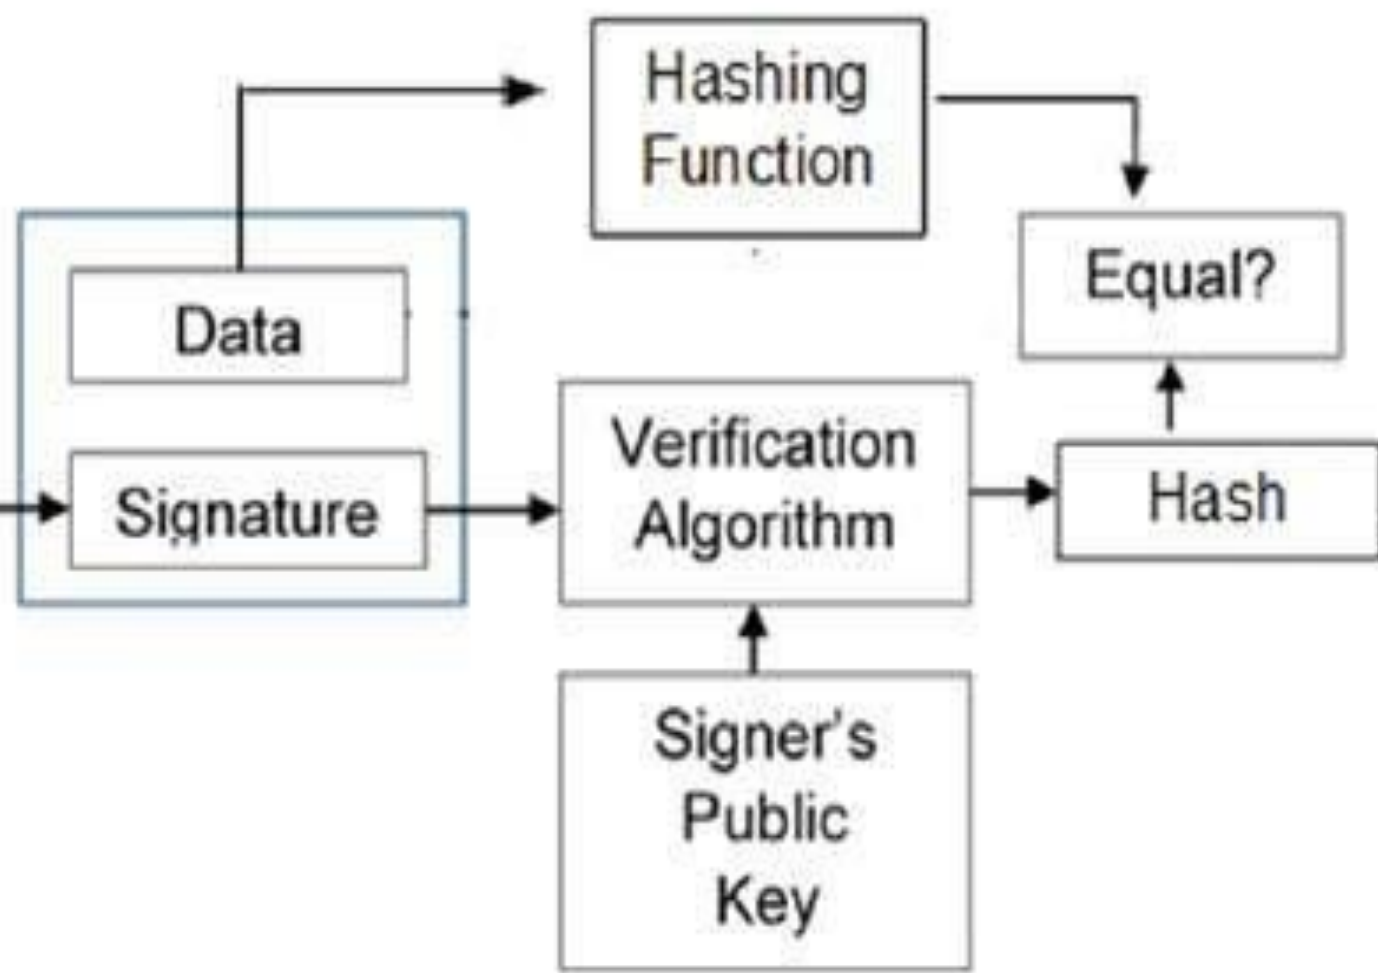 Hashing
Function
Equal?
Data
Verification
Algorithm
Signature
Hash
Signer's
Public
Key